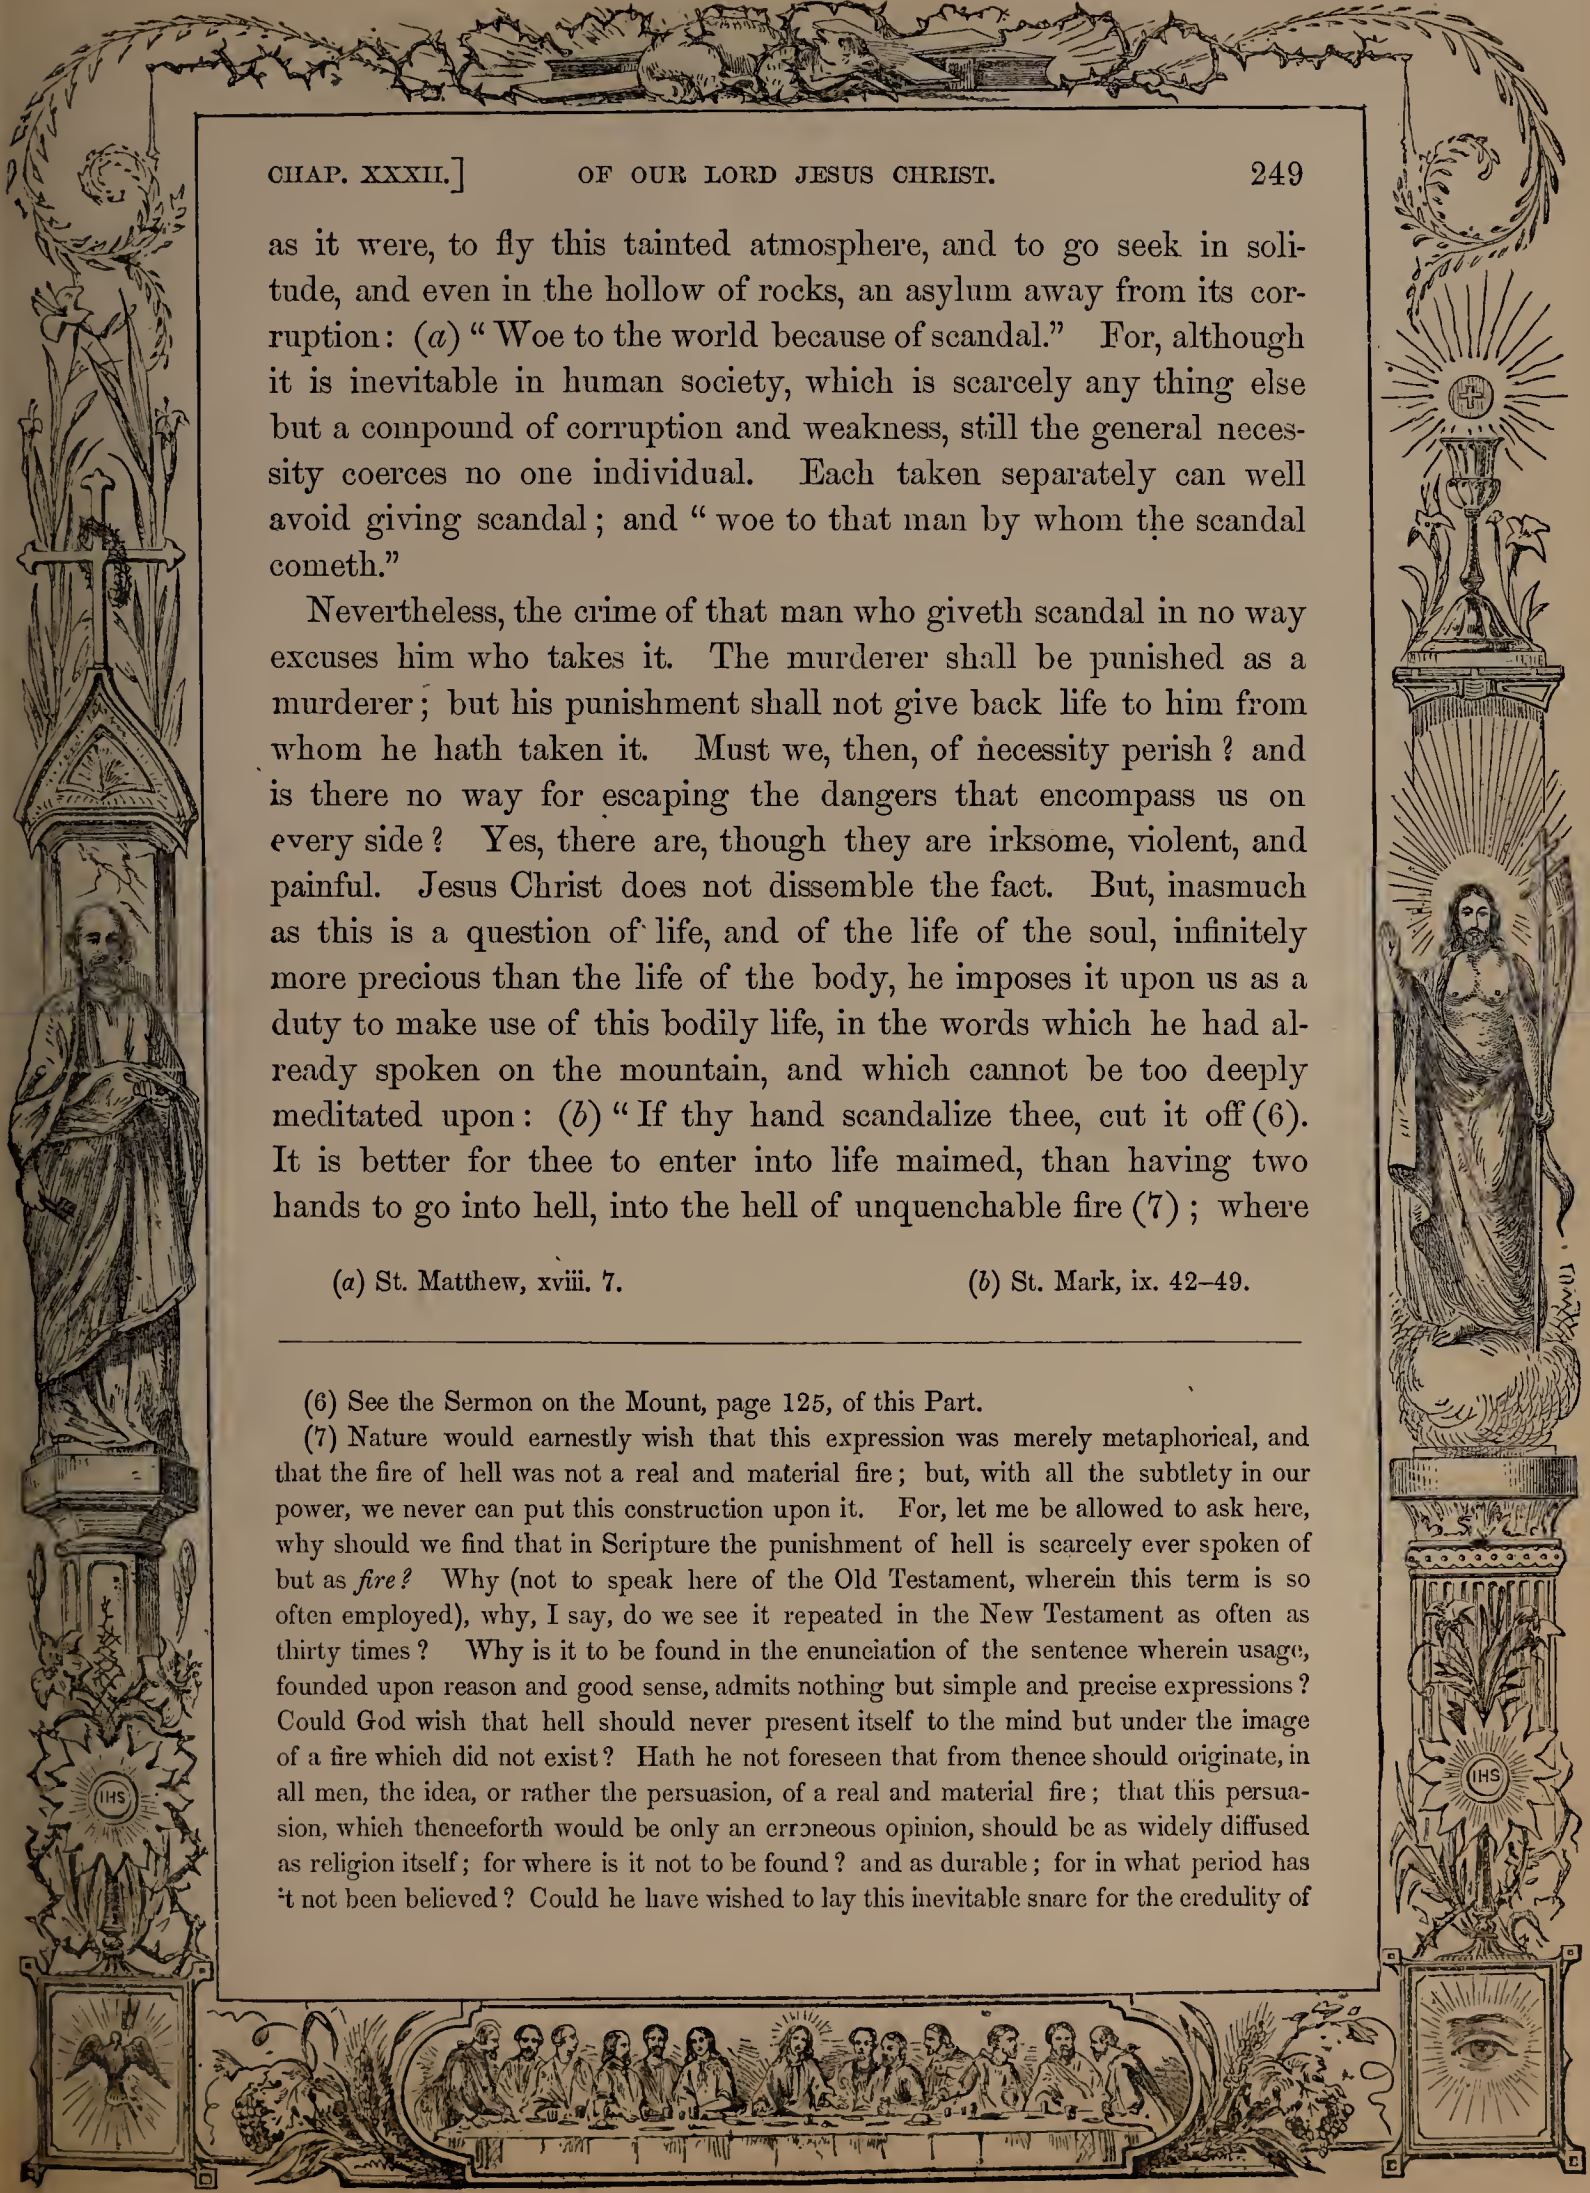 CHAP. XXXII.] OF OUR LORD JESUS CHRIST. 249
as it were, to fly this tainted atmosphere, and to go seek in soli-
tude, and even in the hollow of rocks, an asylum away from its cor-
ruption: (a) “ Woe to the world because of scandal.” For, although
it is inevitable in human society, which is scarcely any thing else
but a compound of corruption and weakness, still the general neces-
sity coerces no one individual. Each taken separately can well
avoid giving scandal ; and “ woe to that man by whom the scandal
cometh.”
Nevertheless, the crime of that man who giveth scandal in no way
excuses him who takes it. The murderer shall be punished as a
murderer ; but his punishment shall not give back life to him from
whom he hath taken it. Must we, then, of necessity perish ? and
is there no way for escaping the dangers that encompass us on
every side ? Yes, there are, though they are irksome, violent, and
painful. Jesus Christ does not dissemble the fact. But, inasmuch
as this is a question of life, and of the life of the soul, infinitely
more precious than the life of the body, he imposes it upon us as a
duty to make use of this bodily life, in the words which he had al-
ready spoken on the mountain, and which cannot be too deeply
meditated upon : (b) “ If thy hand scandalize thee, cut it off (6).
It is better for thee to enter into life maimed, than having two
hands to go into hell, into the hell of unquenchable fire (7) ; where
(a) St. Matthew, xviii. 7. (b) St. Mark, ix. 42–49.
(6) See the Sermon on the Mount, page 125, of this Part.
(7) Nature would earnestly wish that this expression was merely metaphorical, and
that the fire of hell was not a real and material fire ; but, with all the subtlety in our
power, we never can put this construction upon it. For, let me be allowed to ask here,
why should we find that in Scripture the punishment of hell is scarcely ever spoken of
but as fire ? Why (not to speak here of the Old Testament, wherein this term is so
often employed), why, I say, do we see it repeated in the New Testament as often as
thirty times ? Why is it to be found in the enunciation of the sentence wherein usage,
founded upon reason and good sense, admits nothing but simple and precise expressions ?
Could God wish that hell should never present itself to the mind but under the image
of a fire which did not exist ? Hath he not foreseen that from thence should originate, in
all men, the idea, or rather the persuasion, of a real and material fire ; that this persua-
sion, which thenceforth would be only an erroneous opinion, should be as widely diffused
as religion itself ; for where is it not to be found ? and as durable ; for in what period has
it not been believed ? Could he have wished to lay this inevitable snare for the credulity of
IHS
IHS